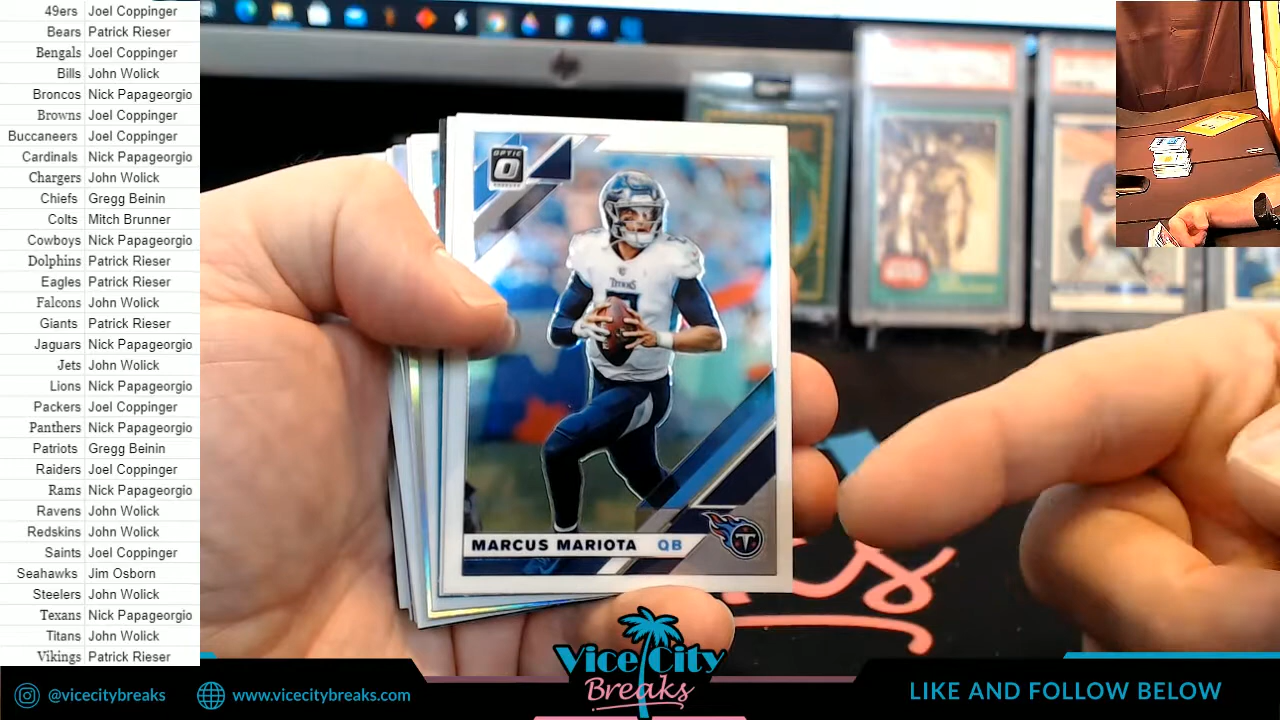 49ers Joel Coppinger
Bears Patrick Rieser
Bengals Joel Coppinger
Bills John Wolick
Broncos Nick Papageorgio
Browns Joel Coppinger
Buccaneers Joel Coppinger
Cardinals Nick Papageorgio
Chargers John Wolick
Chiefs Gregg Beinin
Colts Mitch Brunner
Cowboys Nick Papageorgio
Dolphins Patrick Rieser
Eagles Patrick Rieser
Falcons John Wolick
Giants Patrick Rieser
Jaguars Nick Papageorgio
Jets John Wolick
Lions Nick Papageorgio
Packers Joel Coppinger
Panthers Nick Papageorgio
Patriots Gregg Beinin
Raiders Joel Coppinger
Rams Nick Papageorgio
Ravens John Wolick
Redskins John Wolick
Saints Joel Coppinger
Seahawks Jim Osborn
Steelers John Wolick
Texans Nick Papageorgio
Titans John Wolick
Vikings Patrick Rieser
hp
OPTIC
O
TITANS
MARCUS MARIOTA QB
T
Vice City
Breaks
@vicecitybreaks
www.vicecitybreaks.com
LIKE AND FOLLOW BELOW